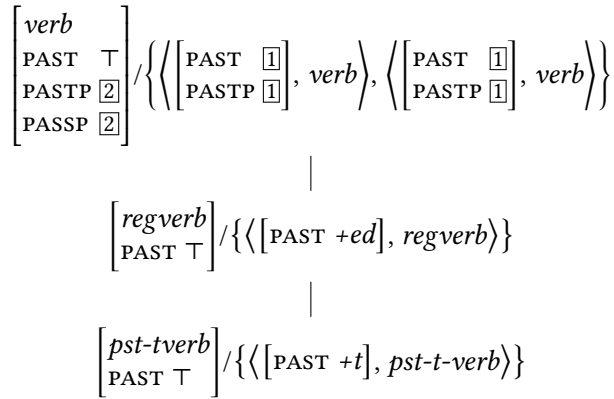 verb
PAST ⊤
PASTP 2
PASSP 2
/{⟨[PAST 1
PASTP 1], verb⟩, ⟨[PAST 1
PASTP 1], verb⟩}
[regverb
PAST ⊤]/{⟨[PAST +ed], regverb⟩}
[pst-tverb
PAST ⊤]/{⟨[PAST +t], pst-t-verb⟩}